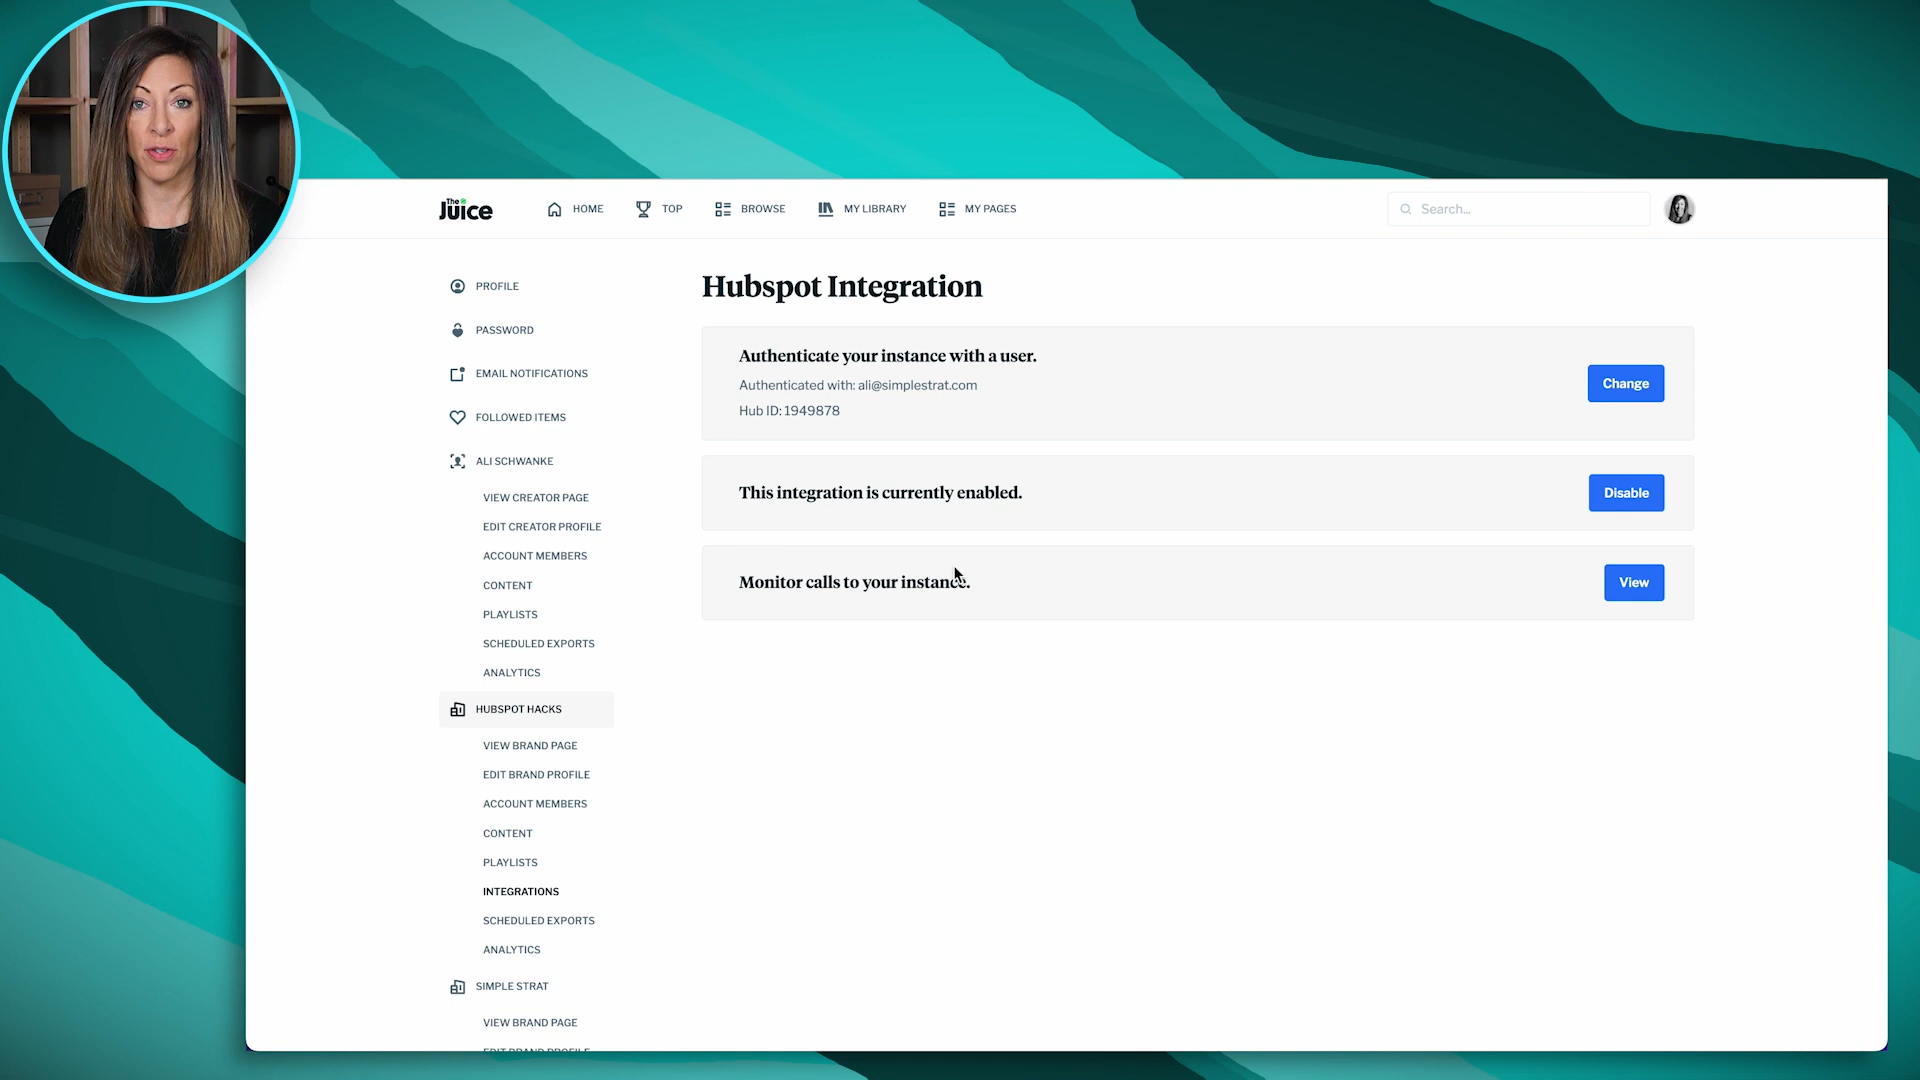 The Juice
HOME
TOP
BROWSE
MY LIBRARY
MY PAGES
Search...
PROFILE
PASSWORD
EMAIL NOTIFICATIONS
FOLLOWED ITEMS
ALI SCHWANKE
VIEW CREATOR PAGE
EDIT CREATOR PROFILE
ACCOUNT MEMBERS
CONTENT
PLAYLISTS
SCHEDULED EXPORTS
ANALYTICS
HUBSPOT HACKS
VIEW BRAND PAGE
EDIT BRAND PROFILE
ACCOUNT MEMBERS
CONTENT
PLAYLISTS
INTEGRATIONS
SCHEDULED EXPORTS
ANALYTICS
SIMPLE STRAT
VIEW BRAND PAGE
EDIT BRAND PROFILE
Hubspot Integration
Authenticate your instance with a user.
Authenticated with: ali@simplestrat.com
Hub ID: 1949878
Change
This integration is currently enabled.
Disable
Monitor calls to your instance.
View